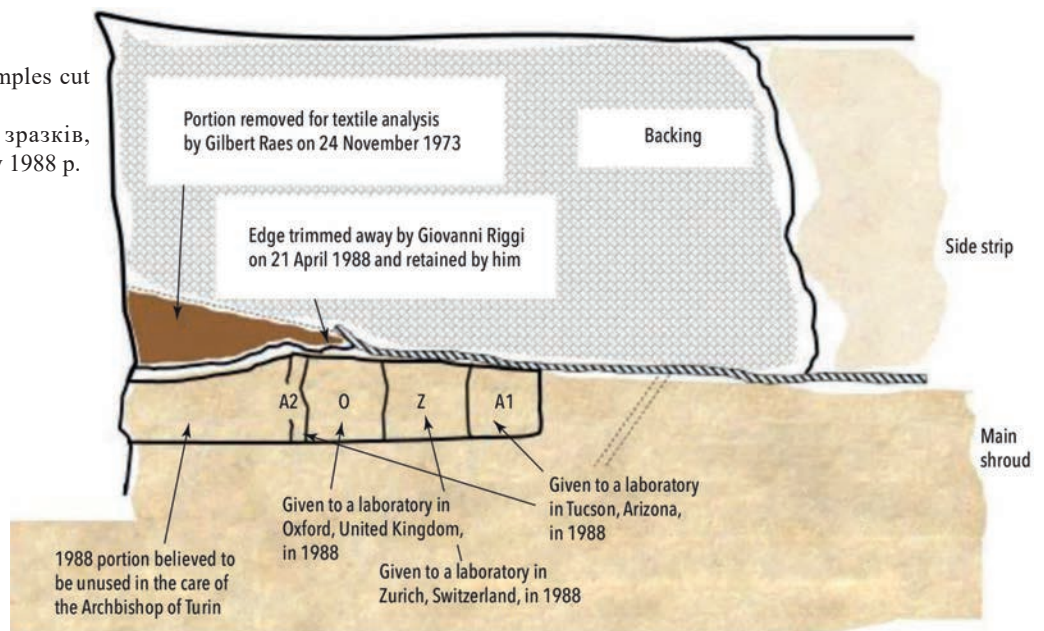 mples cut
зразків,
у 1988 р.
Portion removed for textile analysis
by Gilbert Raes on 24 November 1973
Backing
Edge trimmed away by Giovanni Riggi
on 21 April 1988 and retained by him
Side strip
A2
O
Z
A1
Main
shroud
Given to a laboratory in
Oxford, United Kingdom,
in 1988
Given to a laboratory
in Tucson, Arizona,
in 1988
1988 portion believed to
be unused in the care of
the Archbishop of Turin
Given to a laboratory in
Zurich, Switzerland, in 1988